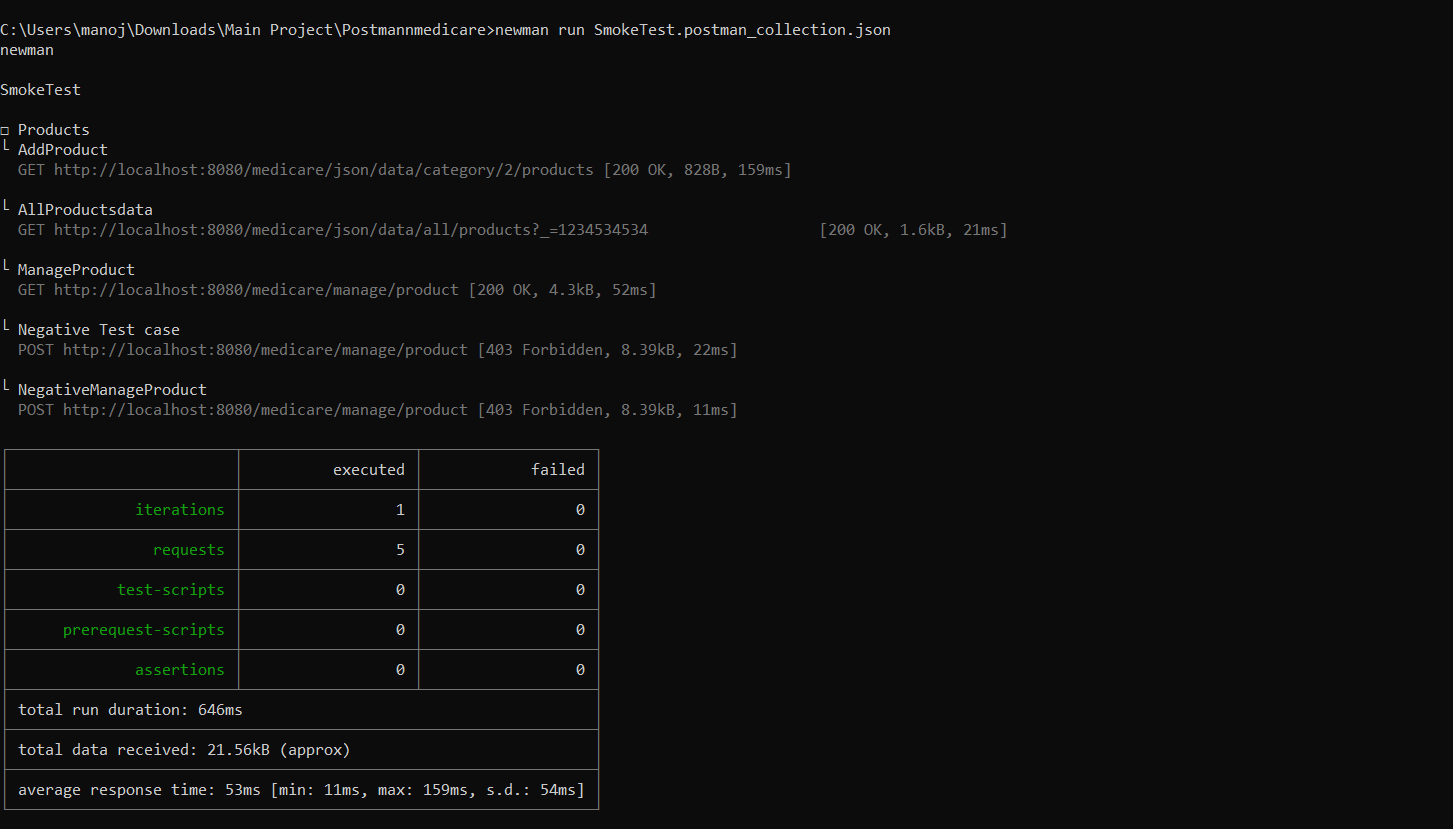 C:\Users\manoj\Downloads\Main Project\Postmannmedicare>newman run SmokeTest.postman_collection.json
newman
SmokeTest
□ Products
└ AddProduct
GET http://localhost:8080/medicare/json/data/category/2/products [200 OK, 828B, 159ms]
└ AllProductsdata
GET http://localhost:8080/medicare/json/data/all/products?_=1234534534 [200 OK, 1.6kB, 21ms]
└ ManageProduct
GET http://localhost:8080/medicare/manage/product [200 OK, 4.3kB, 52ms]
└ Negative Test case
POST http://localhost:8080/medicare/manage/product [403 Forbidden, 8.39kB, 22ms]
└ NegativeManageProduct
POST http://localhost:8080/medicare/manage/product [403 Forbidden, 8.39kB, 11ms]
executed failed
iterations 1 0
requests 5 0
test-scripts 0 0
prerequest-scripts 0 0
assertions 0 0
total run duration: 646ms
total data received: 21.56kB (approx)
average response time: 53ms [min: 11ms, max: 159ms, s.d.: 54ms]